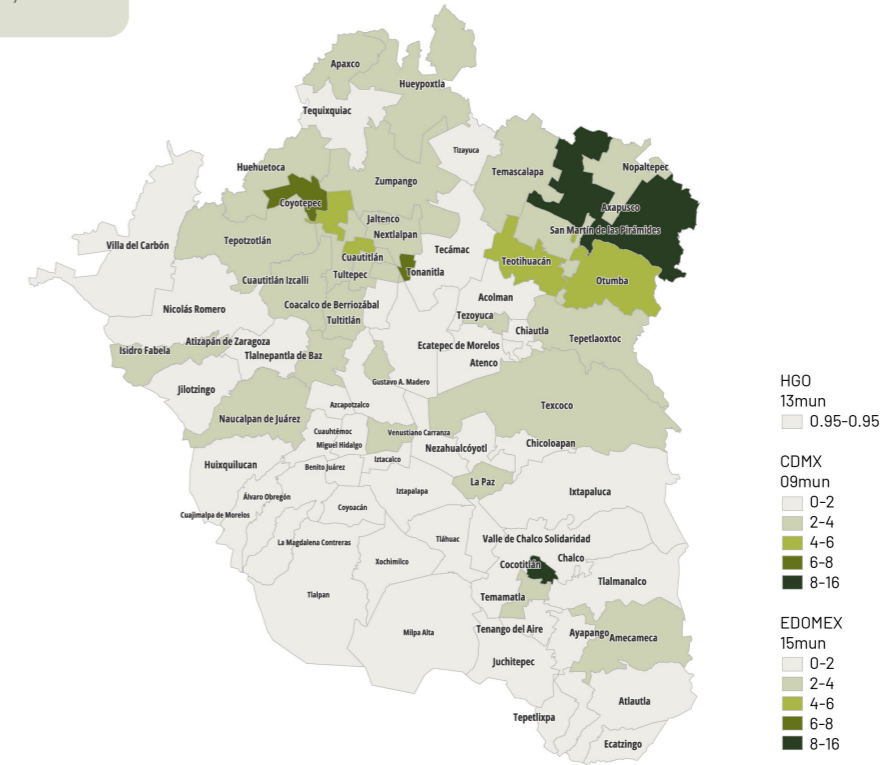 Apaxco
Hueypoxtla
Tequixquiac
Tizayuca
Huehuetoca
Temascalapa
Nopaltepec
Zumpango
Coyotepec
Axapusco
Jaltenco
San Martín de las Pirámides
Nextlalpan
Tepotzotlán
Villa del Carbón
Tecámac
Cuautitlán
Teotihuacán
Tultepec
Tonanitla
Cuautitlán Izcalli
Otumba
Acolman
Coacalco de Berriozábal
Nicolás Romero
Tezoyuca
Tultitlán
Chiautla
Tepetlaoxtoc
Atizapán de Zaragoza
Ecatepec de Morelos
Isidro Fabela
Tlalnepantla de Baz
Atenco
Gustavo A. Madero
Jilotzingo
Azcapotzalco
Texcoco
Naucalpan de Juárez
Cuauhtémoc
Venustiano Carranza
Miguel Hidalgo
Chicoloapan
Nezahualcóyotl
Iztacalco
Huixquilucan
Benito Juárez
La Paz
Iztapalapa
Ixtapaluca
Álvaro Obregón
Coyoacán
Cuajimalpa de Morelos
Tláhuac
Valle de Chalco Solidaridad
La Magdalena Contreras
Chalco
Xochimilco
Cocotitlán
Tlalmanalco
Tlalpan
Temamatla
Milpa Alta
Tenango del Aire
Ayapango
Amecameca
Juchitepec
Atlautla
Tepetlixpa
Ecatzingo
HGO
13mun
0.95-0.95
CDMX
09mun
0-2
2-4
4-6
6-8
8-16
EDOMEX
15mun
0-2
2-4
4-6
6-8
8-16